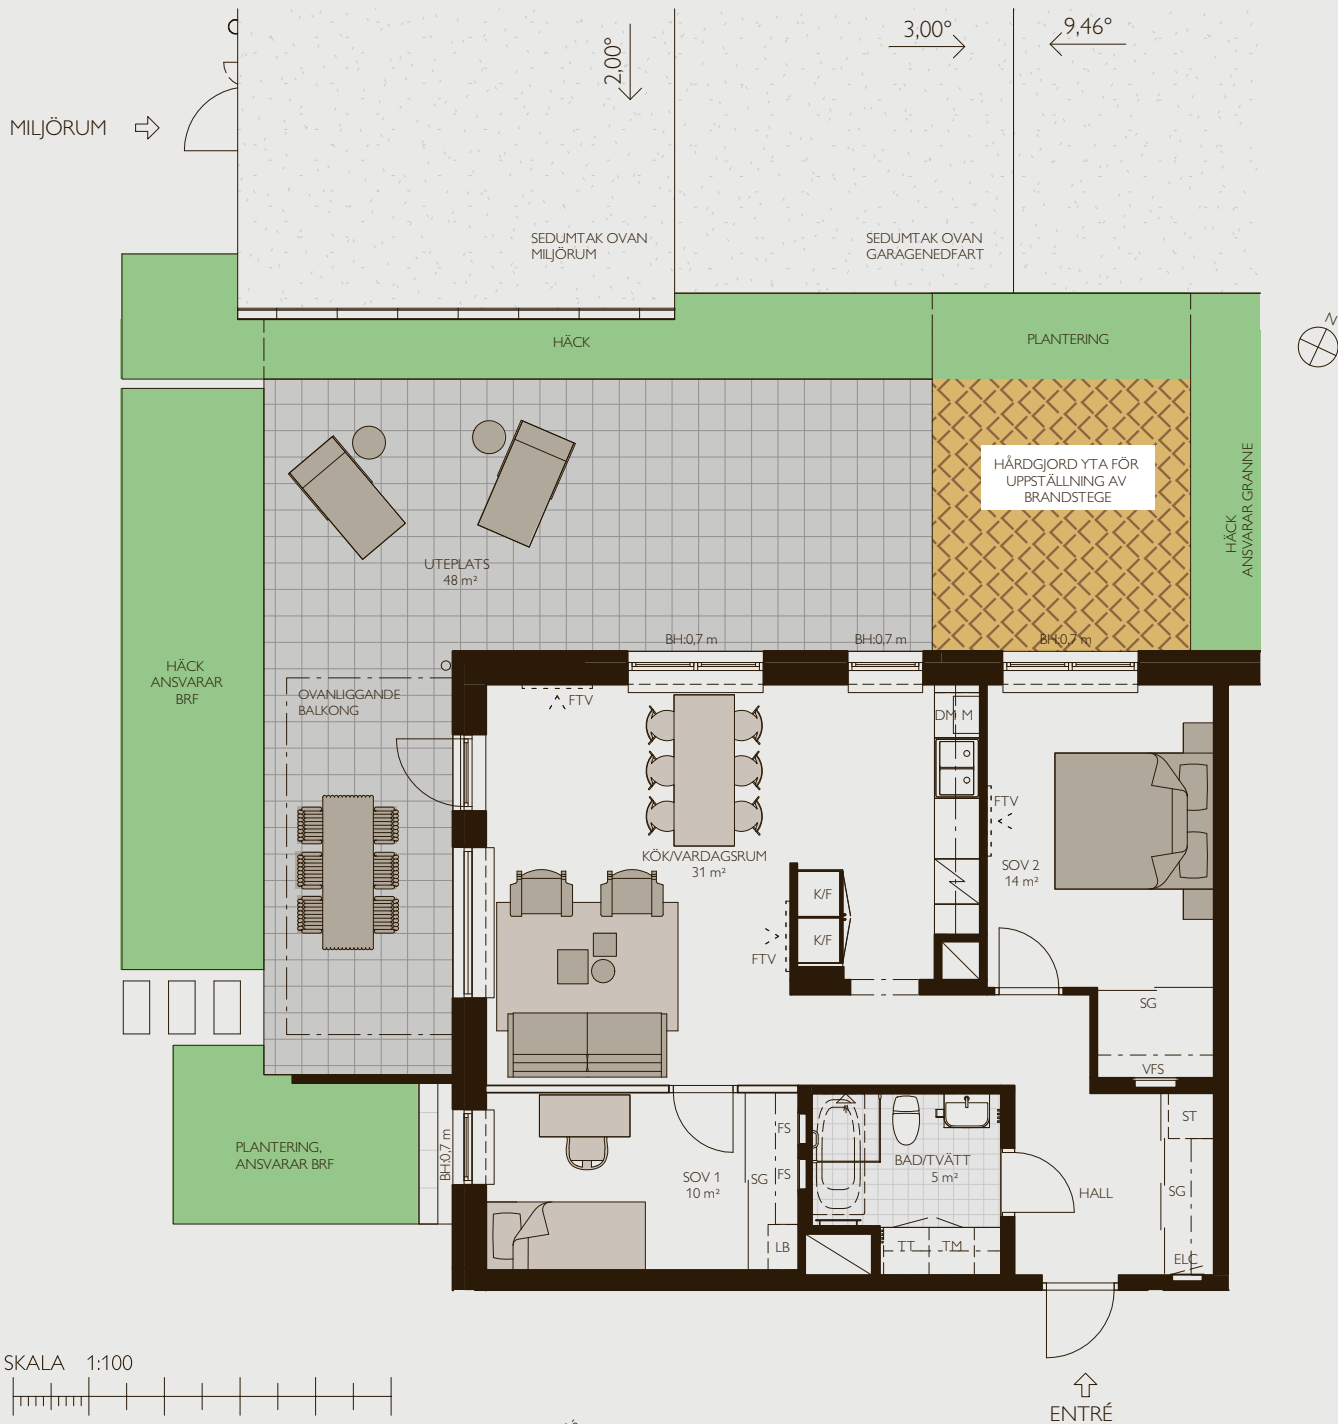 2,00°
3,00°
9,46°
MILJÖRUM
SEDUMTAK OVAN
MILJÖRUM
SEDUMTAK OVAN
GARAGENEDFART
N
HÄCK
PLANTERING
HÅRDGJORD YTA FÖR
UPPSTÄLLNING AV
BRANDSTEGE
HÄCK
ANSVARAR GRANNE
UTEPLATS
48 m²
BH:0,7 m
BH:0,7 m
BH:0,7 m
HÄCK
ANSVARAR
BRF
OVANLIGGANDE
BALKONG
FTV
DM M
FTV
KÖK/VARDAGSRUM
31 m²
SOV 2
14 m²
K/F
K/F
FTV
SG
VFS
ST
FS
PLANTERING,
ANSVARAR BRF
BH:0,7 m
SOV 1
10 m²
SG
FS
BAD/TVÄTT
5 m²
HALL
SG
LB
TT
TM
ELC
SKALA 1:100
ENTRÉ